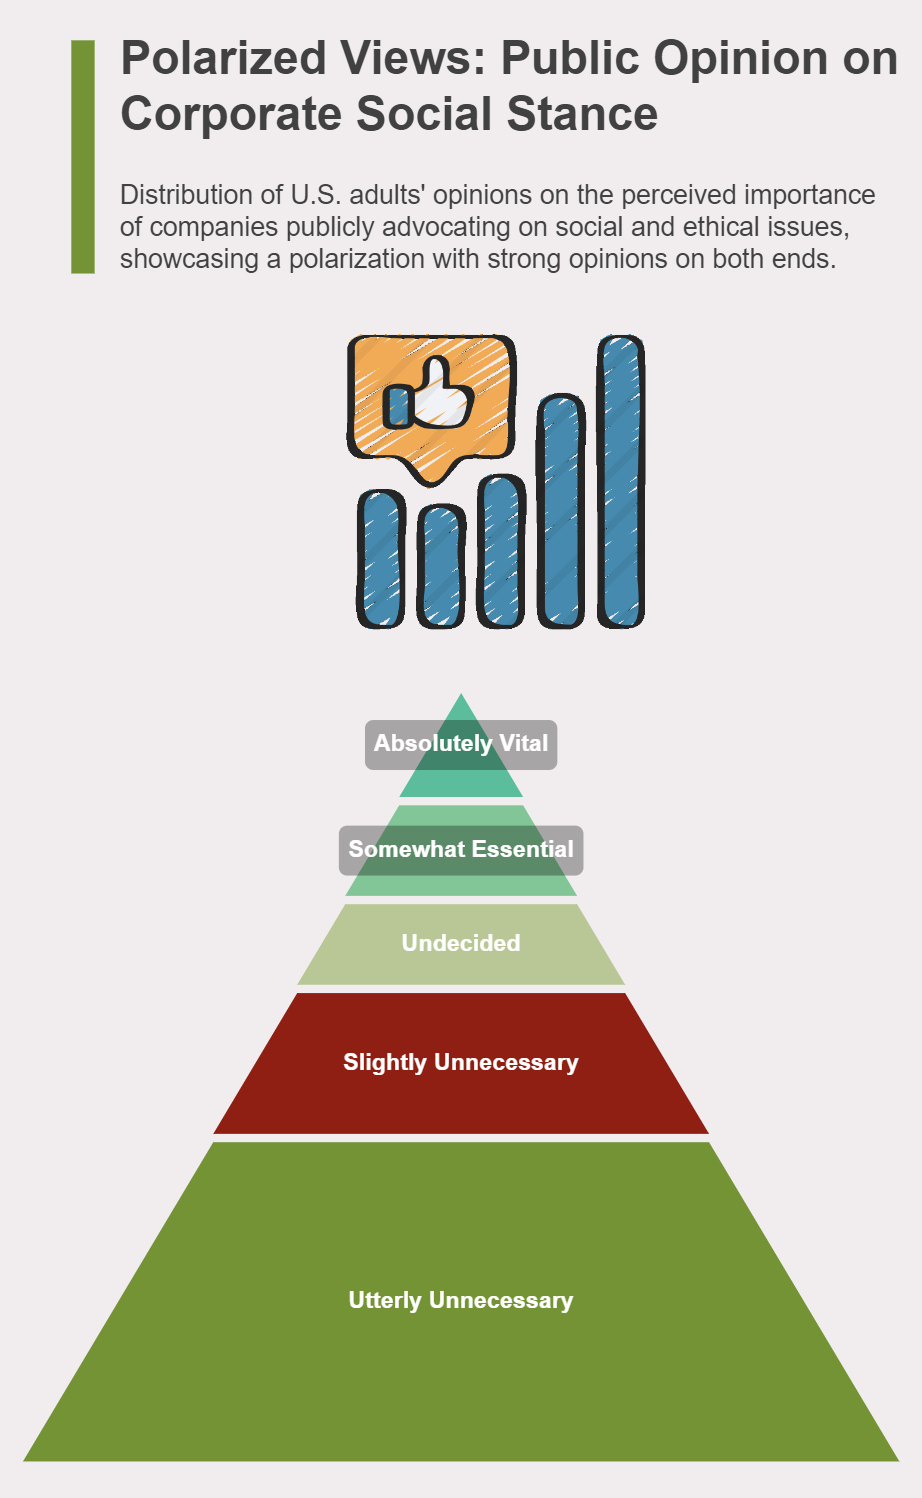 Polarized Views: Public Opinion on
Corporate Social Stance
Distribution of U.S. adults' opinions on the perceived importance
of companies publicly advocating on social and ethical issues,
showcasing a polarization with strong opinions on both ends.
Absolutely Vital
Somewhat Essential
Undecided
Slightly Unnecessary
Utterly Unnecessary